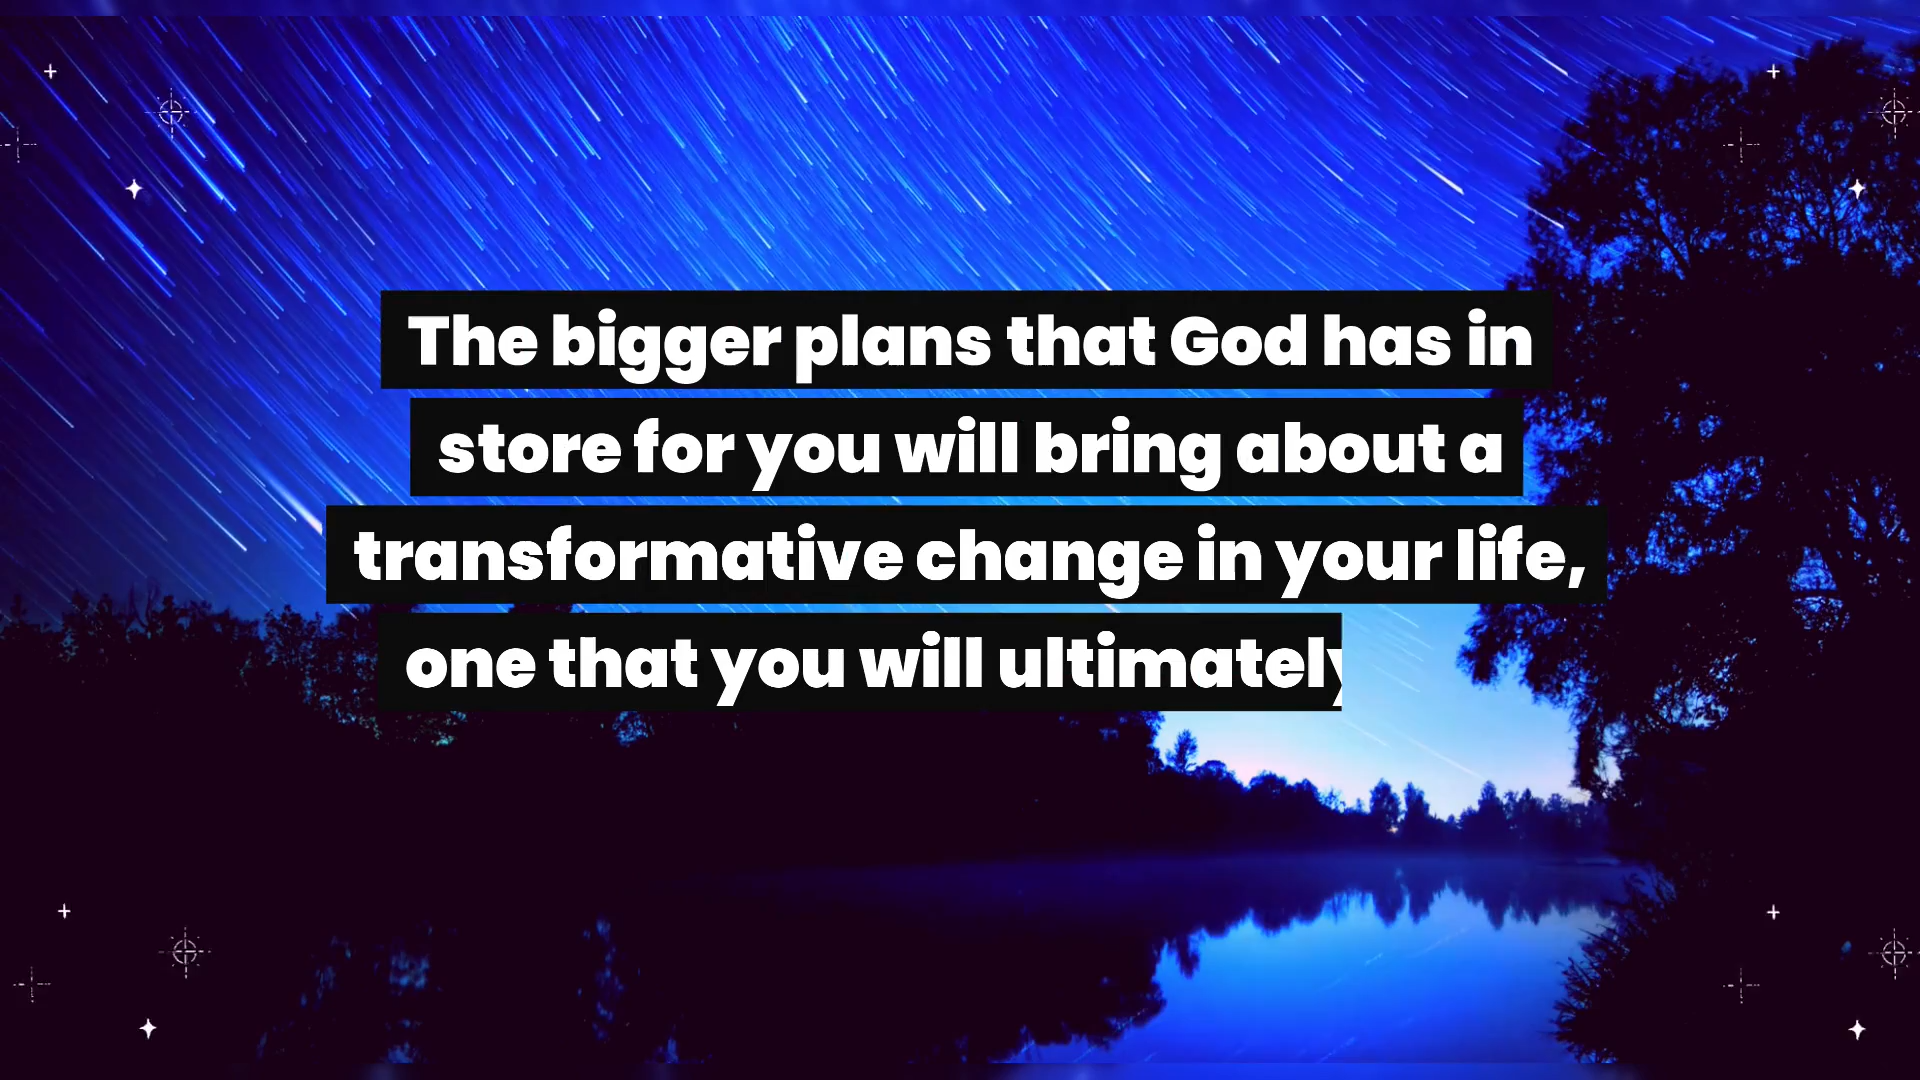 The bigger plans that God has in
store for you will bring about a
transformative change in your life,
one that you will ultimately